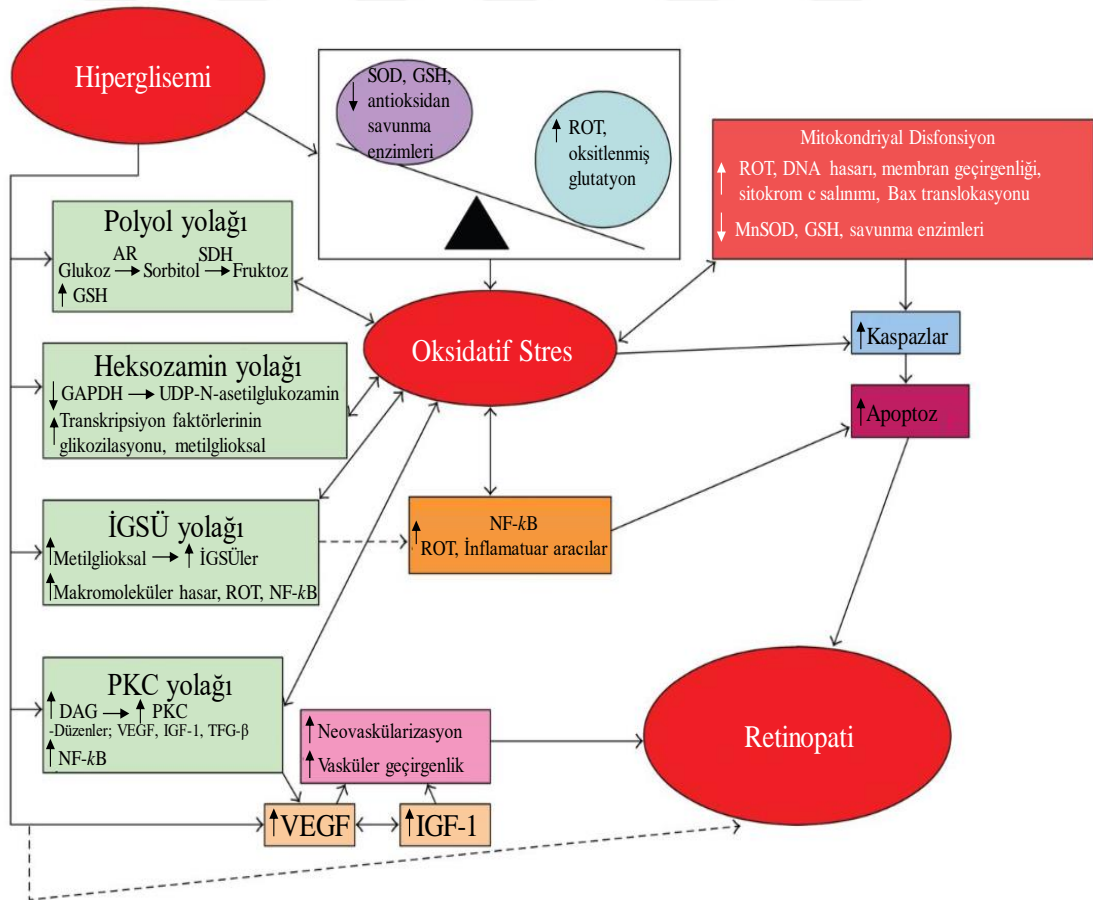 Hiperglisemi
↓ SOD, GSH,
antioksidan
savunma
enzimleri
↑ ROT,
oksitlenmiş
glutatyon
Mitokondriyal Disfonsiyon
↑ ROT, DNA hasarı, membran geçirgenliği,
sitokrom c salınımı, Bax translokasyonu
↓ MnSOD, GSH, savunma enzimleri
Polyol yolağı
AR SDH
Glukoz → Sorbitol → Fruktoz
↑ GSH
Oksidatif Stres
↑ Kaspazlar
Heksozamin yolağı
↓ GAPDH → UDP-N-asetilglukozamin
↑ Transkripsiyon faktörlerinin
glikozilasyonu, metilglioksal
↑ Apoptoz
İGSÜ yolağı
↑ Metilglioksal → ↑ İGSÜler
↑ Makromoleküler hasar, ROT, NF-kB
NF-kB
↑ ROT, İnflamatuar aracılar
PKC yolağı
↑ DAG → ↑ PKC
-Düzenler; VEGF, IGF-1, TFG-β
↑ NF-kB
↑ Neovaskülarizasyon
↑ Vasküler geçirgenlik
Retinopati
↑ VEGF
↑ IGF-1